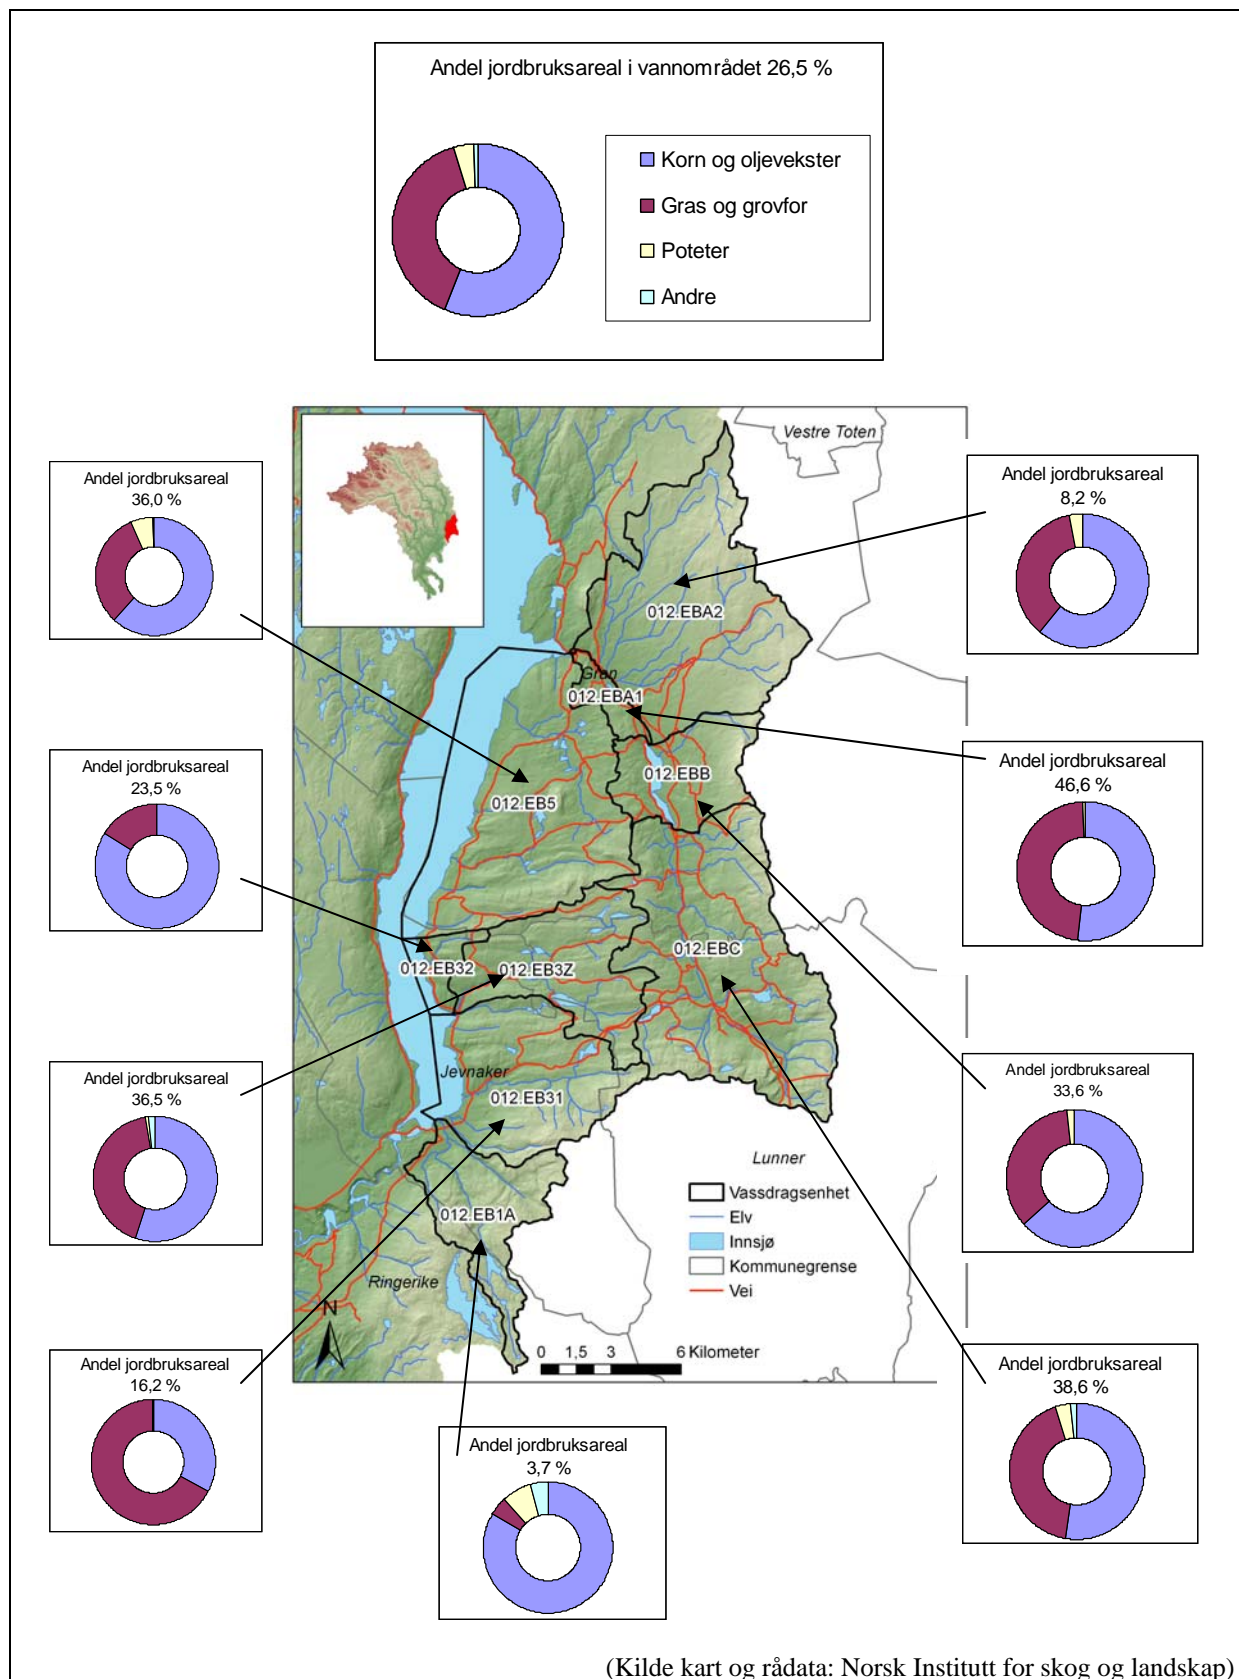 Andel jordbruksareal i vannområdet 26,5 %
Korn og oljevekster
Gras og grovfor
Poteter
Andre
Vestre Toten
Andel jordbruksareal
36,0 %
Andel jordbruksareal
8,2 %
012.EBA2
Gran
012.EBA1
Andel jordbruksareal
23,5 %
Andel jordbruksareal
46,6 %
012.EBB
012.EB5
012.EBC
012.EB32
012.EB3Z
Andel jordbruksareal
36,5 %
Jevnaker
012.EB31
Andel jordbruksareal
33,6 %
Lunner
Vassdragsenhet
Elv
Innsjø
Kommunegrense
Vei
012.EB1A
Ringerike
N
0 1,5 3 6 Kilometer
Andel jordbruksareal
16,2 %
Andel jordbruksareal
38,6 %
Andel jordbruksareal
3,7 %
(Kilde kart og rådata: Norsk Institutt for skog og landskap)